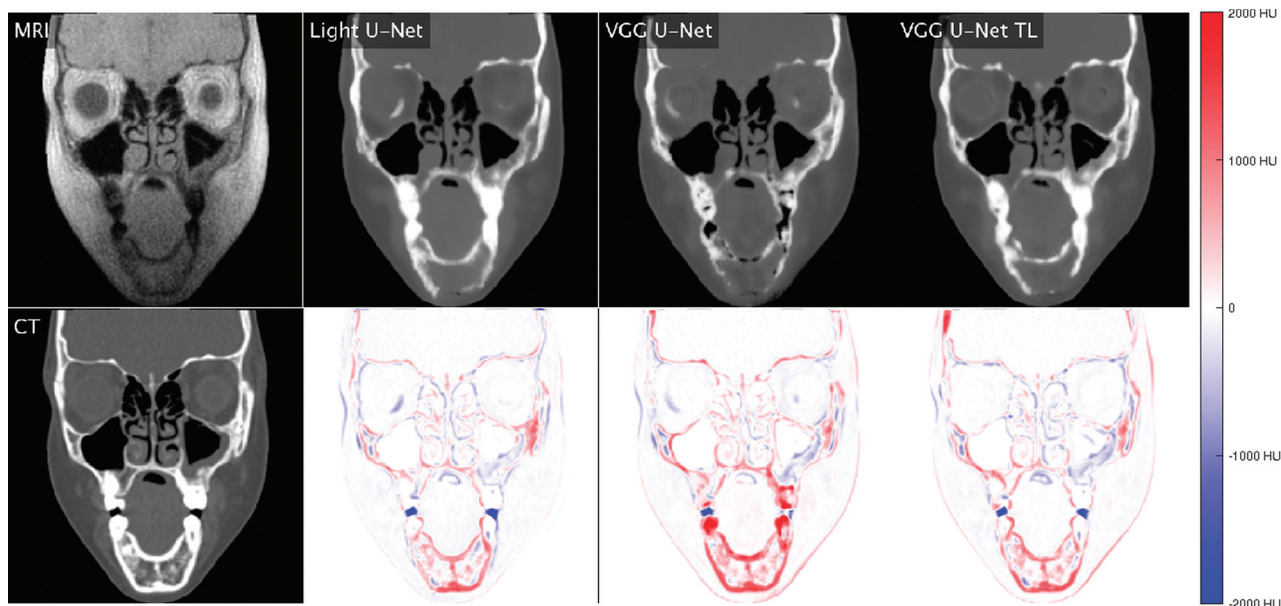 MRI
Light U-Net
VGG U-Net
VGG U-Net TL
2000 HU
1000 HU
0
CT
-1000 HU
-2000 HU